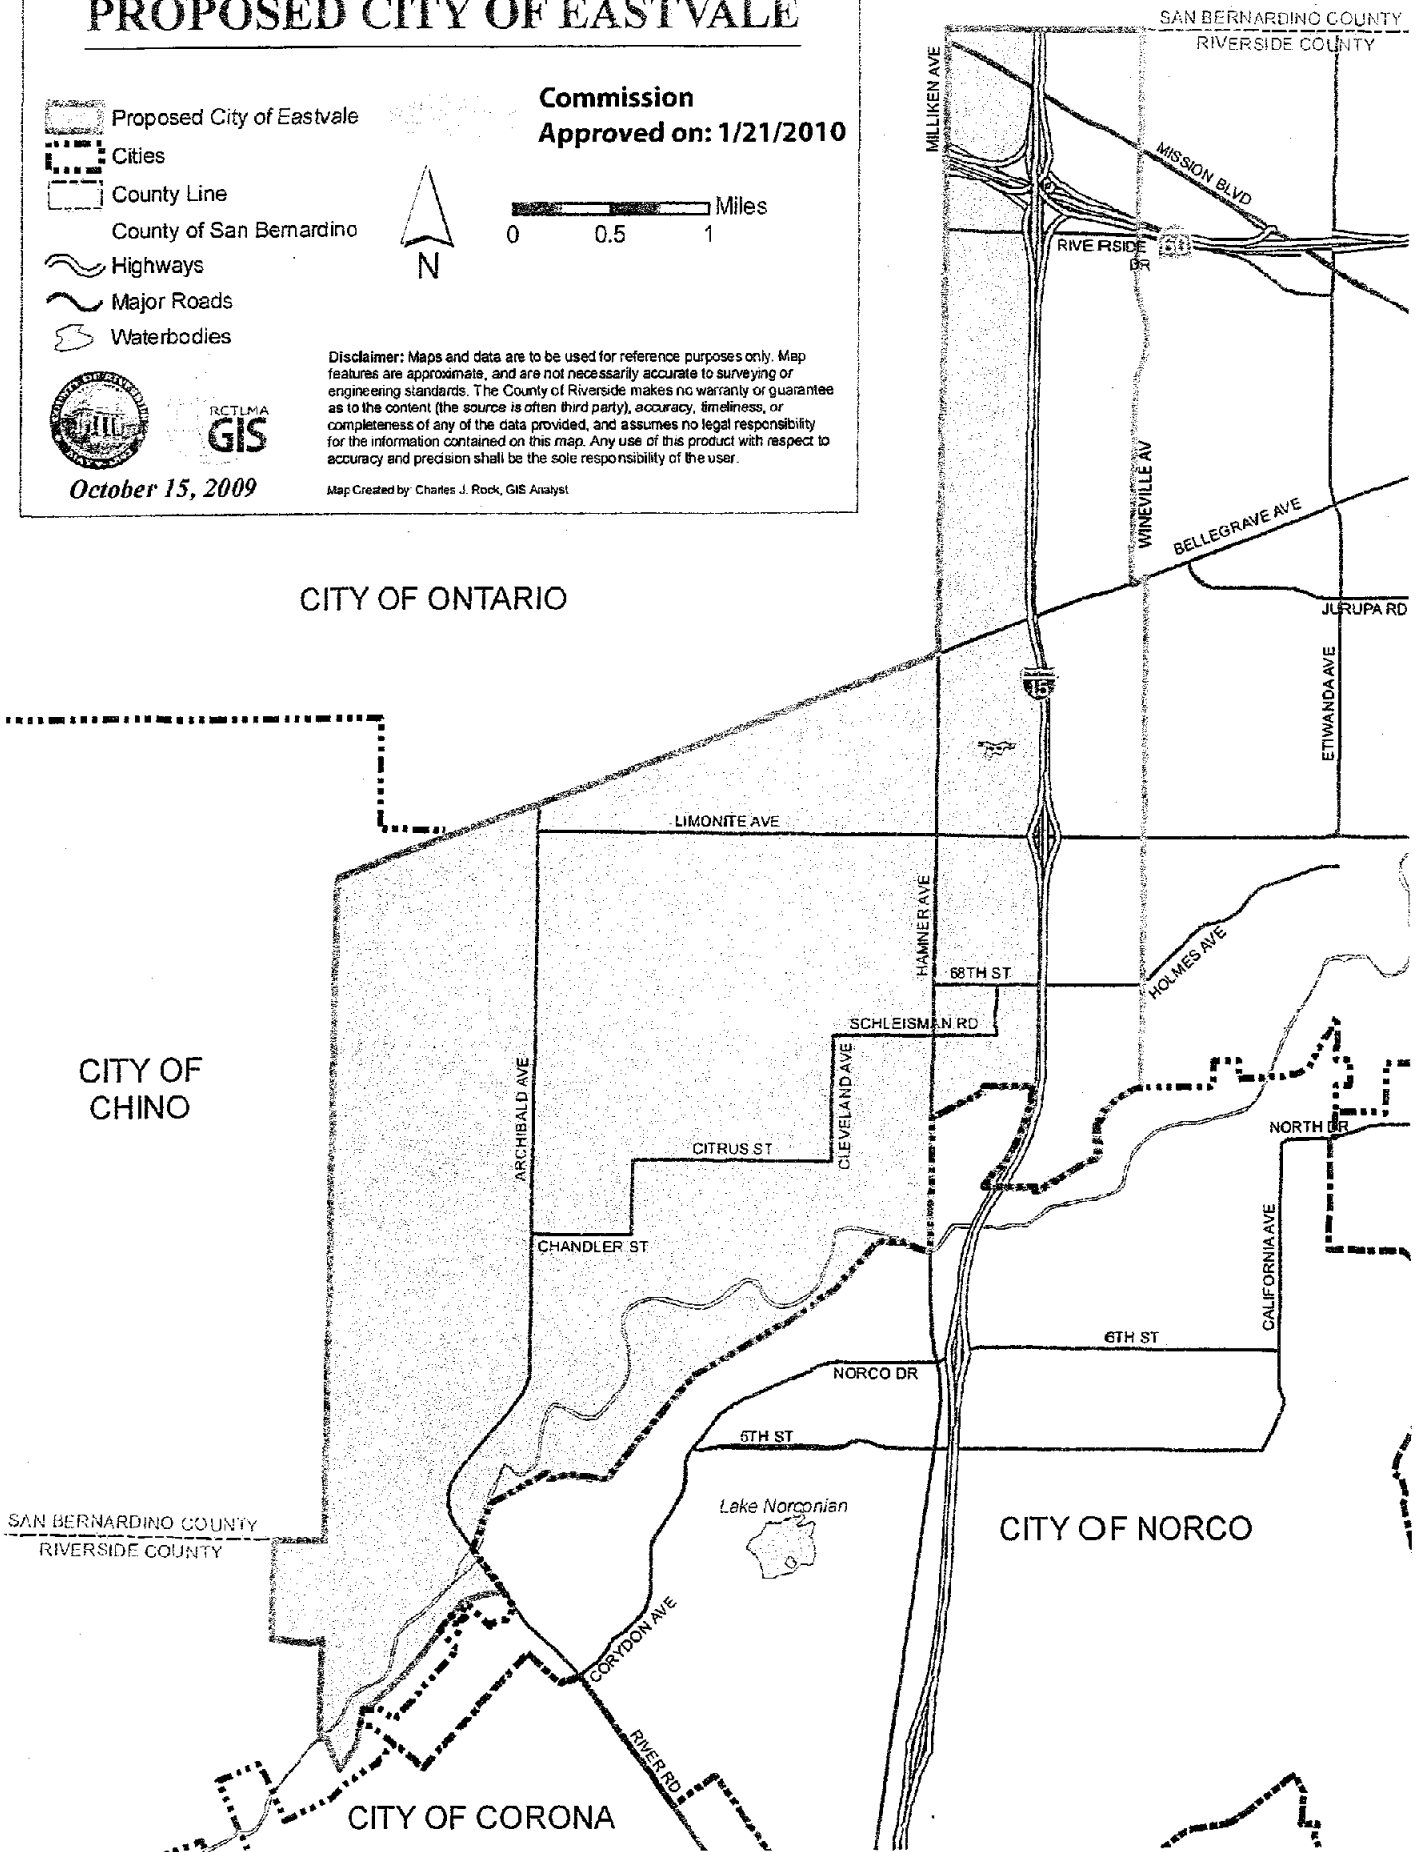 PROPOSED CITY OF EASTVALE
Proposed City of Eastvale
Cities
County Line
County of San Bernardino
Highways
Major Roads
Waterbodies
Commission
Approved on: 1/21/2010
N
Miles
0 0.5 1
Disclaimer: Maps and data are to be used for reference purposes only. Map
features are approximate, and are not necessarily accurate to surveying or
engineering standards. The County of Riverside makes no warranty or guarantee
as to the content (the source is often third party), accuracy, timeliness, or
completeness of any of the data provided, and assumes no legal responsibility
for the information contained on this map. Any use of this product with respect to
accuracy and precision shall be the sole responsibility of the user.
Map Created by: Charles J. Rock, GIS Analyst
RCTLMA
GIS
October 15, 2009
SAN BERNARDINO COUNTY
RIVERSIDE COUNTY
MILLIKEN AVE
MISSION BLVD
RIVERSIDE
DR
60
WINEVILLE AV
BELLEGRAVE AVE
JURUPA RD
CITY OF ONTARIO
15
ETIWANDA AVE
LIMONITE AVE
HAMNER AVE
68TH ST
HOLMES AVE
SCHLEISMAN RD
CITY OF
CHINO
ARCHIBALD AVE
CLEVELAND AVE
CITRUS ST
NORTH DR
CHANDLER ST
CALIFORNIA AVE
6TH ST
NORCO DR
5TH ST
Lake Norconian
SAN BERNARDINO COUNTY
RIVERSIDE COUNTY
CITY OF NORCO
CORYDON AVE
RIVER RD
CITY OF CORONA